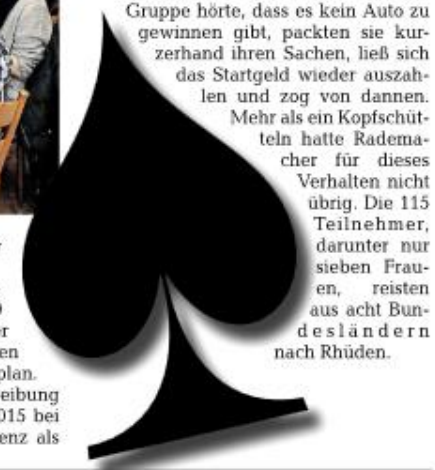 Gruppe hörte, dass es kein Auto zu
gewinnen gibt, packten sie kur-
zerhand ihren Sachen, ließ sich
das Startgeld wieder auszah-
len und zog von dannen.
Mehr als ein Kopfschüt-
teln hatte Radema-
cher für dieses
Verhalten nicht
übrig. Die 115
Teilnehmer,
darunter nur
sieben Frau-
en, reisten
aus acht Bun-
desländern
nach Rhüden.
en
plan.
eibung
015 bei
enz als